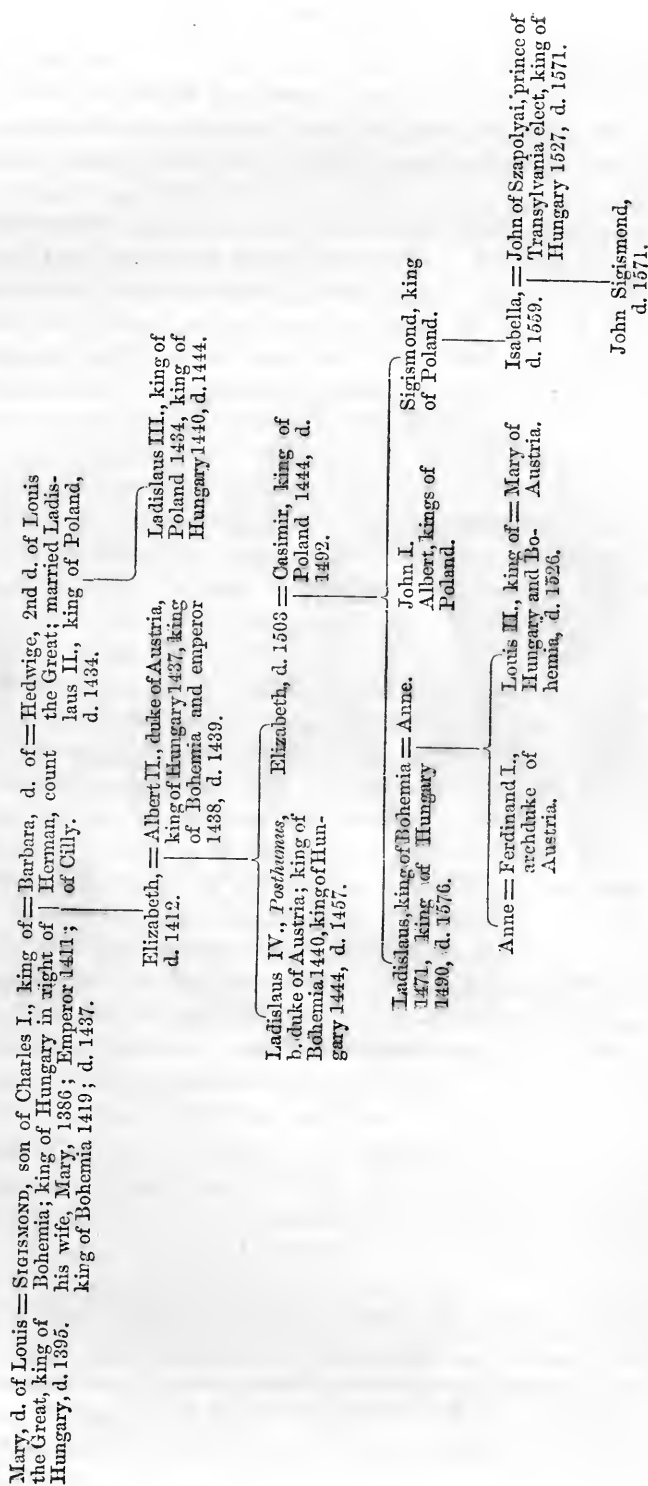 Mary, d. of Louis = SIGISMOND, son of Charles I., king of = Barbara, d. of = Hedwige, 2nd d. of Louis
the Great, king of Bohemia; king of Hungary in right of Herman, count the Great; married Ladis-
Hungary, d. 1395. his wife, Mary, 1386; Emperor 1411; of Cilly. laus II., king of Poland,
king of Bohemia 1419; d. 1437. d. 1434.
Elizabeth, = Albert II., duke of Austria,
d. 1412. king of Hungary 1437, king
of Bohemia and emperor
1438, d. 1439.
Ladislaus III., king of
Poland 1434, king of
Hungary 1440, d. 1444.
Ladislaus IV., Posthumus,
b. duke of Austria; king of
Bohemia 1440, king of Hun-
gary 1444, d. 1457.
Elizabeth, d. 1503 = Casimir, king of
Poland 1444, d.
1492.
Ladislaus, king of Bohemia = Anne.
1471, king of Hungary
1490, d. 1576.
John I.
Albert, kings of
Poland.
Sigismond, king
of Poland.
Anne = Ferdinand I.,
archduke of
Austria.
Louis II., king of = Mary of
Hungary and Bo- Austria.
hemia, d. 1526.
Isabella, = John of Szapolyai, prince of
d. 1559. Transylvania elect, king of
Hungary 1527, d. 1571.
John Sigismond,
d. 1571.